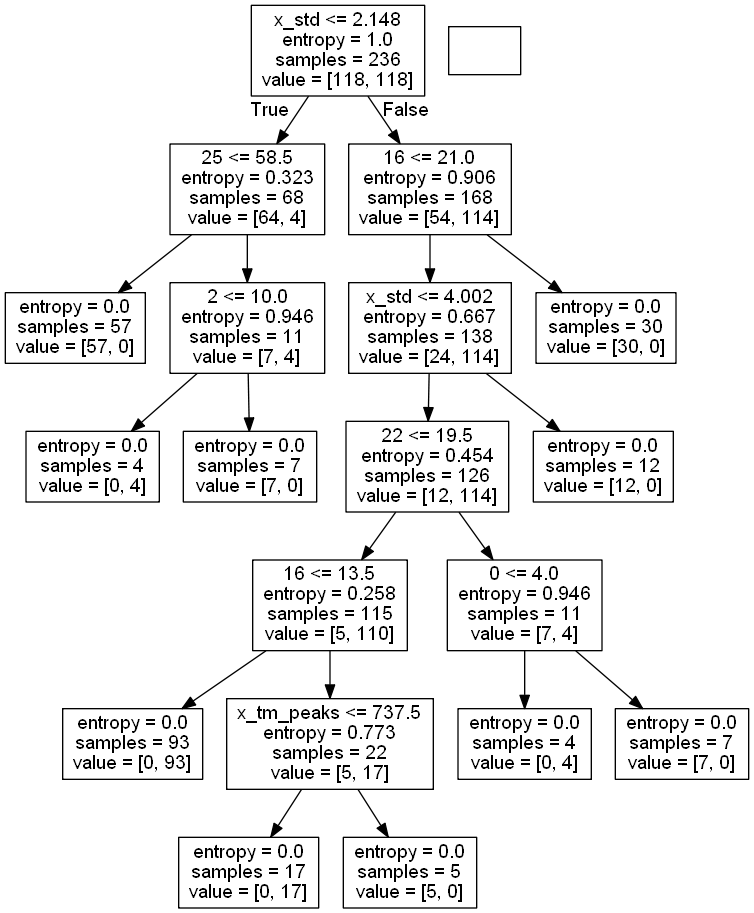 x_std <= 2.148
entropy = 1.0
samples = 236
value = [118, 118]
True
False
25 <= 58.5
entropy = 0.323
samples = 68
value = [64, 4]
16 <= 21.0
entropy = 0.906
samples = 168
value = [54, 114]
entropy = 0.0
samples = 57
value = [57, 0]
2 <= 10.0
entropy = 0.946
samples = 11
value = [7, 4]
x_std <= 4.002
entropy = 0.667
samples = 138
value = [24, 114]
entropy = 0.0
samples = 30
value = [30, 0]
entropy = 0.0
samples = 4
value = [0, 4]
entropy = 0.0
samples = 7
value = [7, 0]
22 <= 19.5
entropy = 0.454
samples = 126
value = [12, 114]
entropy = 0.0
samples = 12
value = [12, 0]
16 <= 13.5
entropy = 0.258
samples = 115
value = [5, 110]
0 <= 4.0
entropy = 0.946
samples = 11
value = [7, 4]
entropy = 0.0
samples = 93
value = [0, 93]
x_tm_peaks <= 737.5
entropy = 0.773
samples = 22
value = [5, 17]
entropy = 0.0
samples = 4
value = [0, 4]
entropy = 0.0
samples = 7
value = [7, 0]
entropy = 0.0
samples = 17
value = [0, 17]
entropy = 0.0
samples = 5
value = [5, 0]